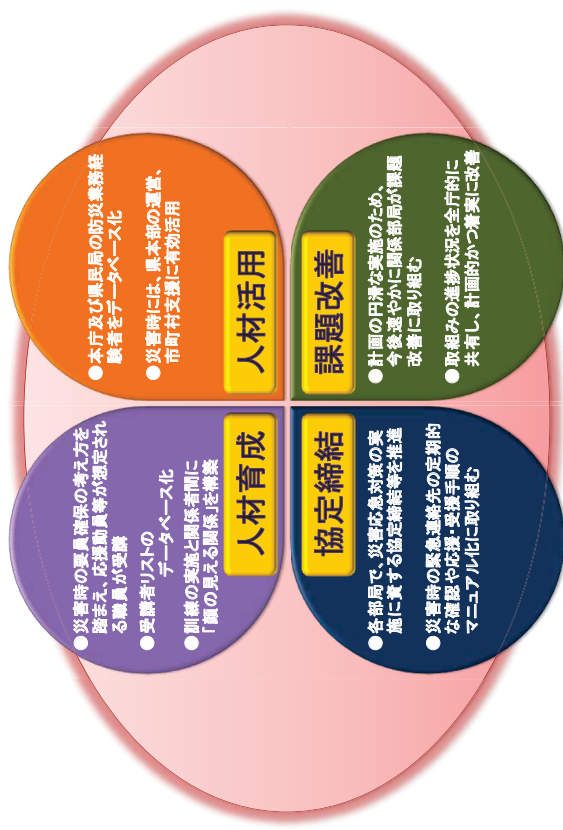 ●災害時の要員確保の考え方を
踏まえ、応援動員等が想定され
る職員が受講
●受講者リストの
データベース化
●訓練の実施と関係者間に
「顔の見える関係」を構築
人材育成
●本庁及び県民局の防災業務経
験者をデータベース化
●災害時には、県本部の運営、
市町村支援に有効活用
人材活用
協定締結
●各部局で、災害応急対策の実
施に資する協定締結等を推進
●災害時の緊急連絡先の定期的
な確認や応援・受援手順の
マニュアル化に取り組む
課題改善
●計画の円滑な実施のため、
今後速やかに関係部局が課題
改善に取り組む
●取組みの進捗状況を全庁的に
共有し、計画的かつ着実に改善